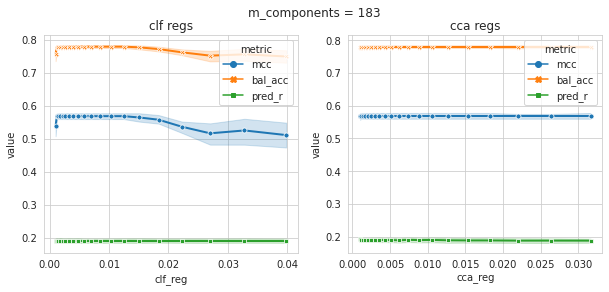 m_components = 183
clf regs
0.8
0.7
0.6
0.5
0.4
0.3
0.2
value
0.00
0.01
0.02
0.03
0.04
clf_reg
metric
mcc
bal_acc
pred_r
cca regs
0.8
0.7
0.6
0.5
0.4
0.3
0.2
value
0.000
0.005
0.010
0.015
0.020
0.025
0.030
cca_reg
metric
mcc
bal_acc
pred_r